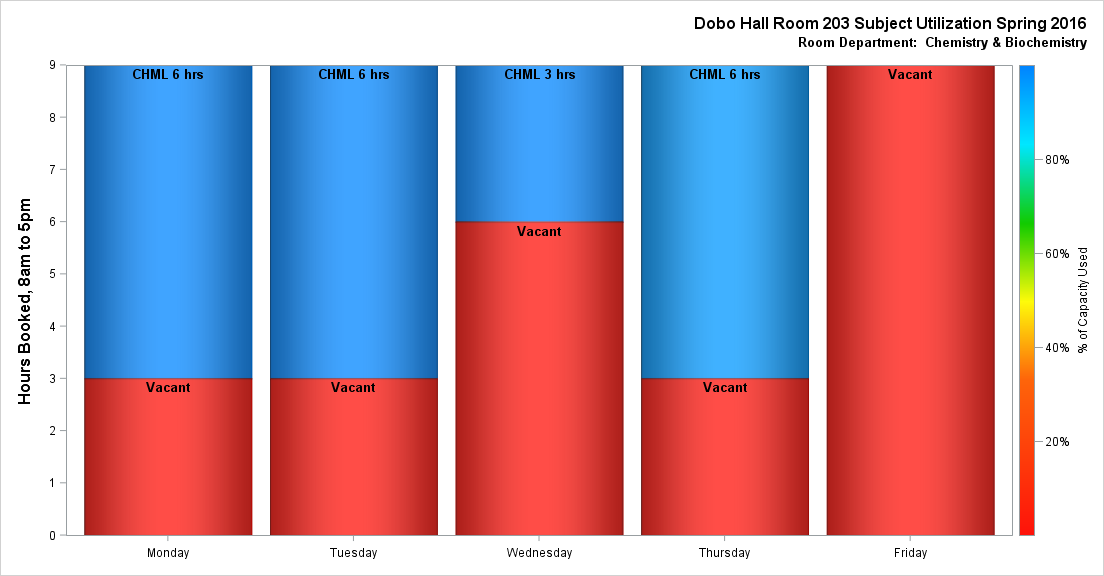 Dobo Hall Room 203 Subject Utilization Spring 2016
Room Department: Chemistry & Biochemistry
Hours Booked, 8am to 5pm
9
8
7
6
5
4
3
2
1
0
CHML 6 hrs
Vacant
CHML 6 hrs
Vacant
CHML 3 hrs
Vacant
CHML 6 hrs
Vacant
Vacant
Monday
Tuesday
Wednesday
Thursday
Friday
80%
60%
40%
20%
% of Capacity Used